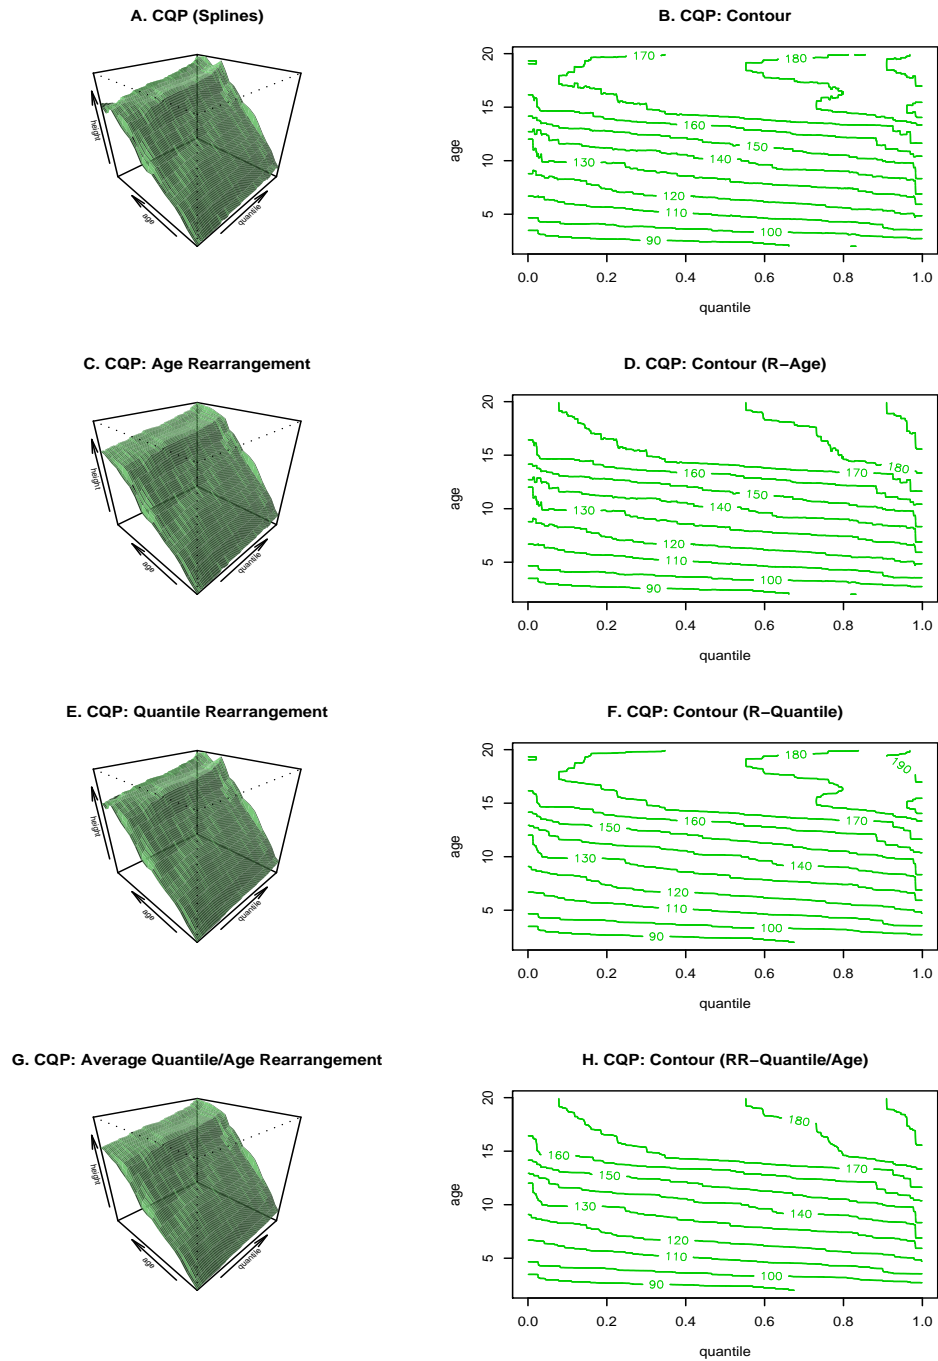 A. CQP (Splines)
height
age
quantile
B. CQP: Contour
age
20
15
10
5
170
180
160
150
130
140
120
110
100
90
0.0 0.2 0.4 0.6 0.8 1.0
quantile
C. CQP: Age Rearrangement
height
age
quantile
D. CQP: Contour (R−Age)
age
20
15
10
5
160
170
180
150
130
140
120
110
100
90
0.0 0.2 0.4 0.6 0.8 1.0
quantile
E. CQP: Quantile Rearrangement
height
age
quantile
F. CQP: Contour (R−Quantile)
age
20
15
10
5
180
190
150
160
170
130
140
120
110
100
90
0.0 0.2 0.4 0.6 0.8 1.0
quantile
G. CQP: Average Quantile/Age Rearrangement
height
age
quantile
H. CQP: Contour (RR−Quantile/Age)
age
20
15
10
5
180
160
170
150
130
140
120
110
100
90
0.0 0.2 0.4 0.6 0.8 1.0
quantile